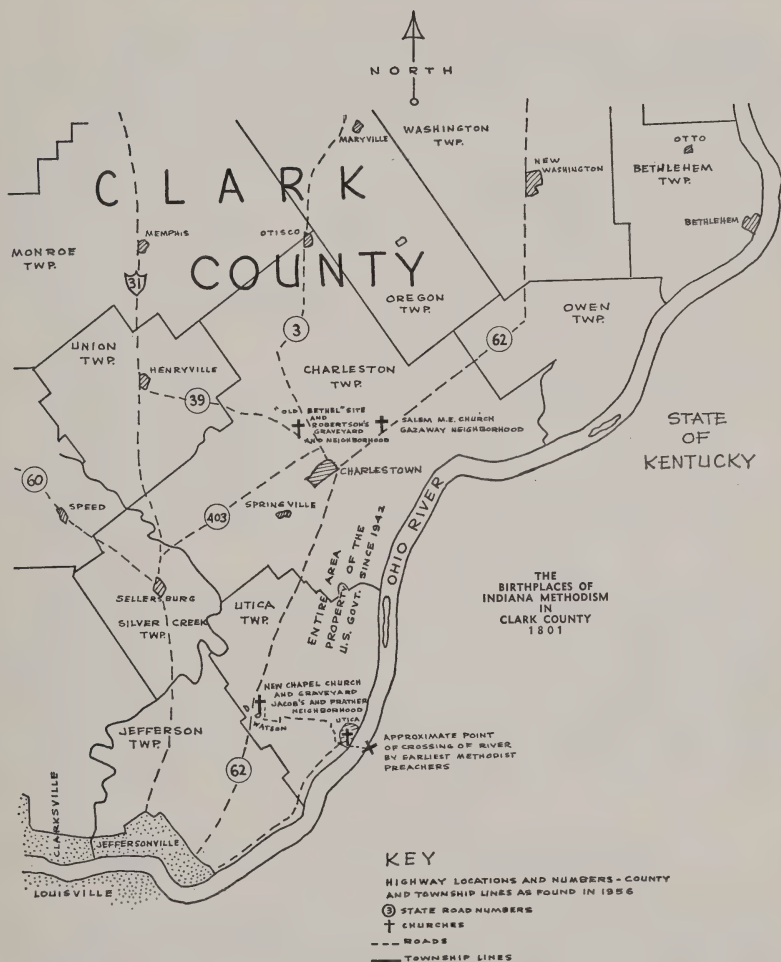 NORTH
CLARK
COUNTY
MARYVILLE
WASHINGTON
TWP.
NEW
WASHINGTON
OTTO
BETHLEHEM
TWP.
BETHLEHEM
MONROE
TWP.
MEMPHIS
OTISCO
31
OREGON
TWP.
OWEN
TWP.
3
62
UNION
TWP.
HENRYVILLE
39
CHARLESTON
TWP.
"OLD BETHEL" SITE
AND
ROBERTSON'S
GRAVEYARD
AND NEIGHBORHOOD
SALEM M.E. CHURCH
GAZAWAY NEIGHBORHOOD
STATE
OF
KENTUCKY
CHARLESTOWN
60
SPEED
403
SPRINGVILLE
OHIO RIVER
ENTIRE AREA
PROPERTY OF THE
U.S. GOVT. SINCE 1942
SELLERSBURG
SILVER CREEK
TWP.
UTICA
TWP.
THE
BIRTHPLACES OF
INDIANA METHODISM
IN
CLARK COUNTY
1801
NEW CHAPEL CHURCH
AND GRAVEYARD
JACOB'S AND PRATHER
NEIGHBORHOOD
WATSON
UTICA
APPROXIMATE POINT
OF CROSSING OF RIVER
BY EARLIEST METHODIST
PREACHERS
JEFFERSON
TWP.
62
CLARKSVILLE
JEFFERSONVILLE
LOUISVILLE
KEY
HIGHWAY LOCATIONS AND NUMBERS - COUNTY
AND TOWNSHIP LINES AS FOUND IN 1956
3 STATE ROAD NUMBERS
CHURCHES
ROADS
TOWNSHIP LINES